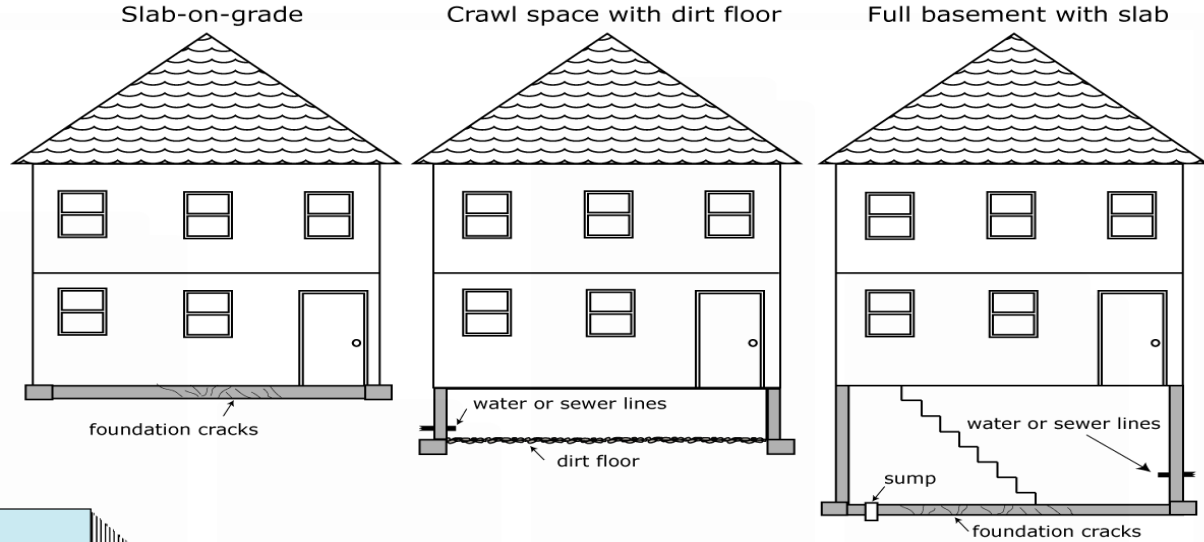 Slab-on-grade
Crawl space with dirt floor
Full basement with slab
foundation cracks
water or sewer lines
dirt floor
water or sewer lines
sump
foundation cracks